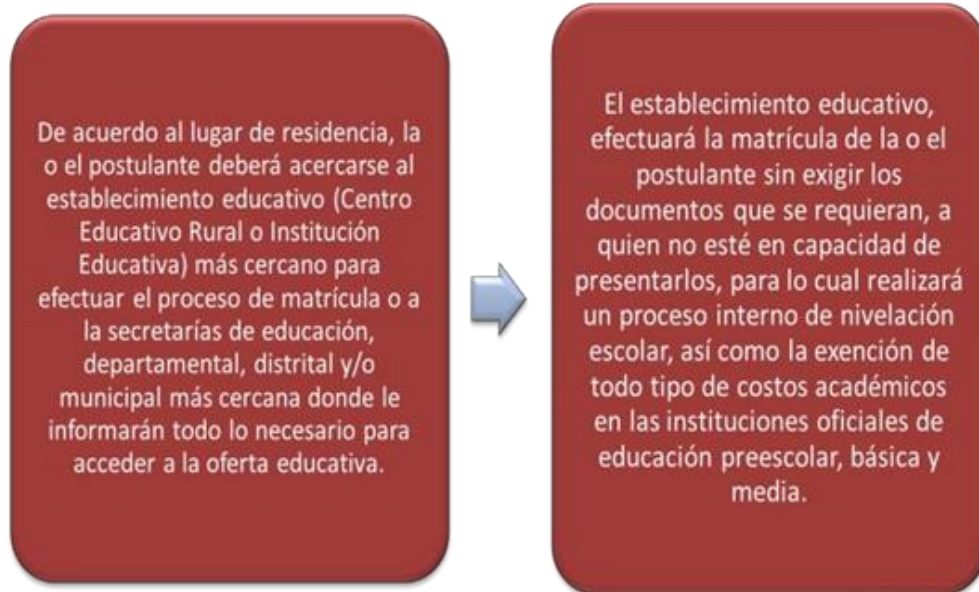 De acuerdo al lugar de residencia, la
o el postulante deberá acercarse al
establecimiento educativo (Centro
Educativo Rural o Institución
Educativa) más cercano para
efectuar el proceso de matrícula o a
la secretarías de educación,
departamental, distrital y/o
municipal más cercana donde le
informarán todo lo necesario para
acceder a la oferta educativa.
El establecimiento educativo,
efectuará la matrícula de la o el
postulante sin exigir los
documentos que se requieran, a
quien no esté en capacidad de
presentarlos, para lo cual realizará
un proceso interno de nivelación
escolar, así como la exención de
todo tipo de costos académicos
en las instituciones oficiales de
educación preescolar, básica y
media.